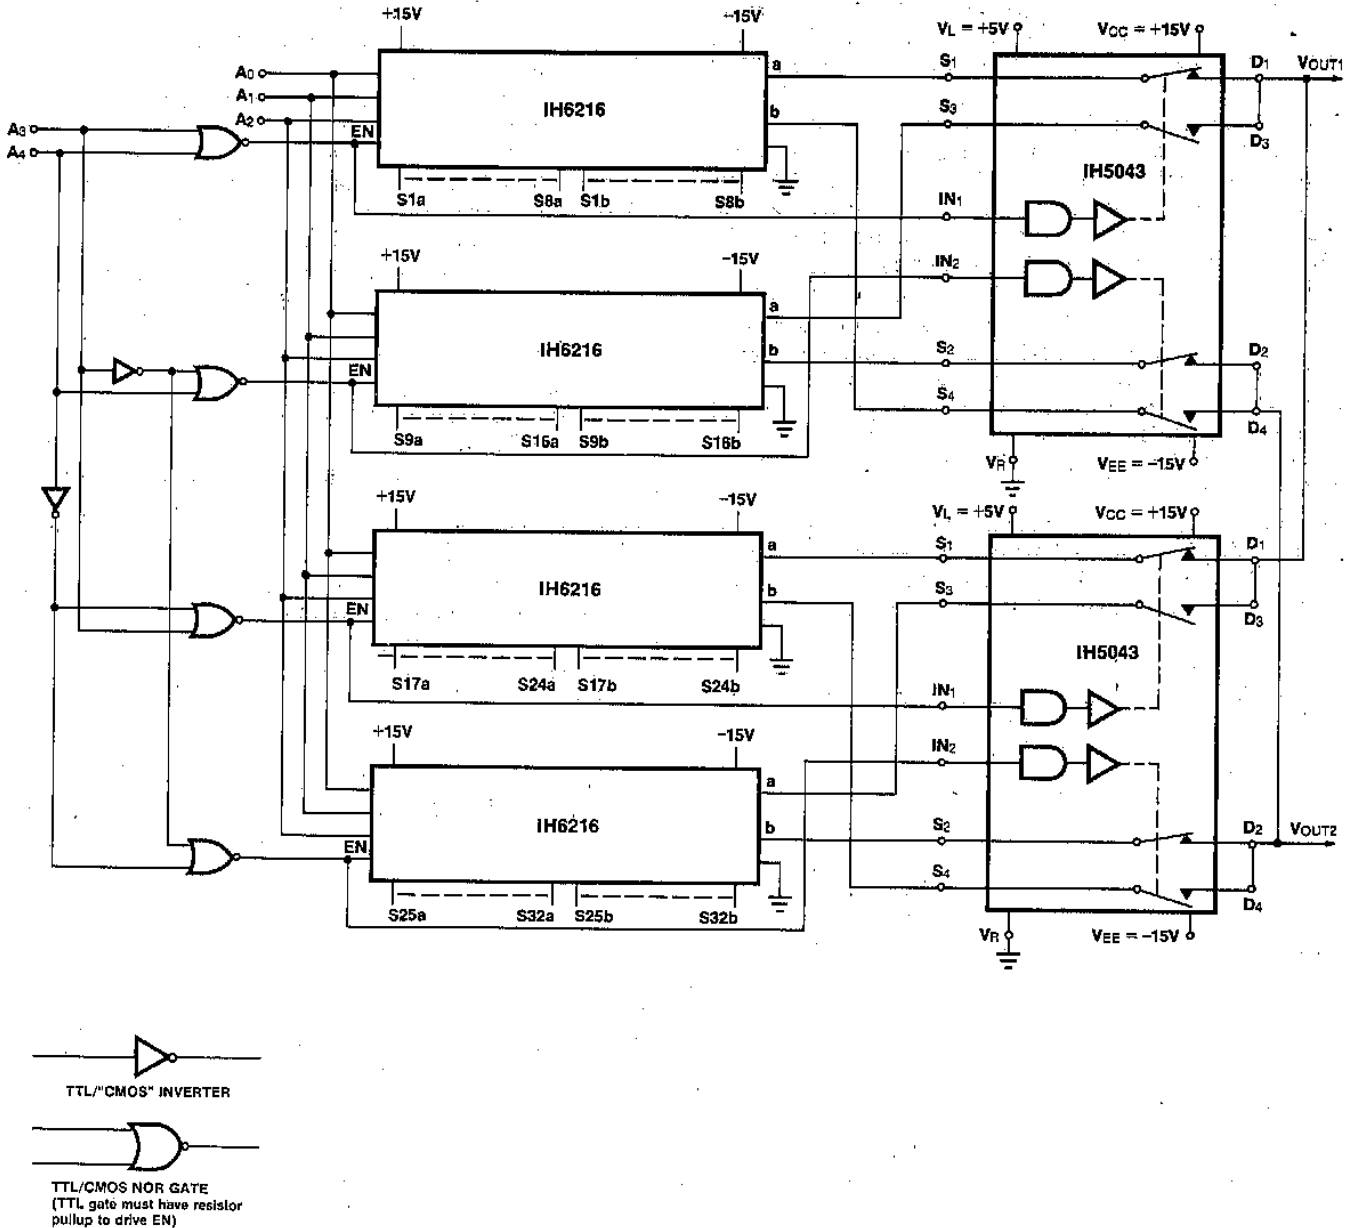 +15V
-15V
VL = +5V
VCC = +15V
A0
A1
A2
A3
A4
EN
IH6216
a
b
S1a
S8a
S1b
S8b
S1
S3
D1
D3
VOUT1
IH5043
IN1
IN2
+15V
-15V
EN
IH6216
a
b
S9a
S16a
S9b
S16b
S2
S4
D2
D4
VR
VEE = -15V
+15V
-15V
VL = +5V
VCC = +15V
EN
IH6216
a
b
S17a
S24a
S17b
S24b
S1
S3
D1
D3
IH5043
IN1
IN2
+15V
-15V
EN
IH6216
a
b
S25a
S32a
S25b
S32b
S2
S4
D2
D4
VOUT2
VR
VEE = -15V
TTL/"CMOS" INVERTER
TTL/CMOS NOR GATE
(TTL gate must have resistor
pullup to drive EN)